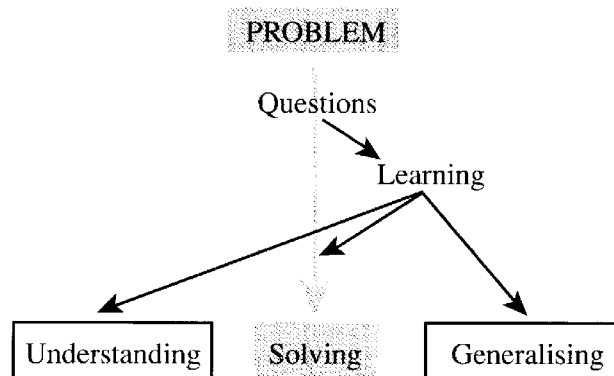 PROBLEM
Questions
Learning
Understanding
Solving
Generalising